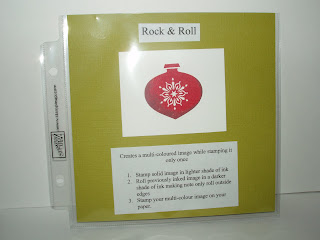 Rock & Roll
Creates a multi-coloured image while stamping it
only once
1. Stamp solid image in lighter shade of ink
2. Roll previously inked image in a darker
shade of ink making note only roll outside
edges
3. Stamp your multi-colour image on your
paper.